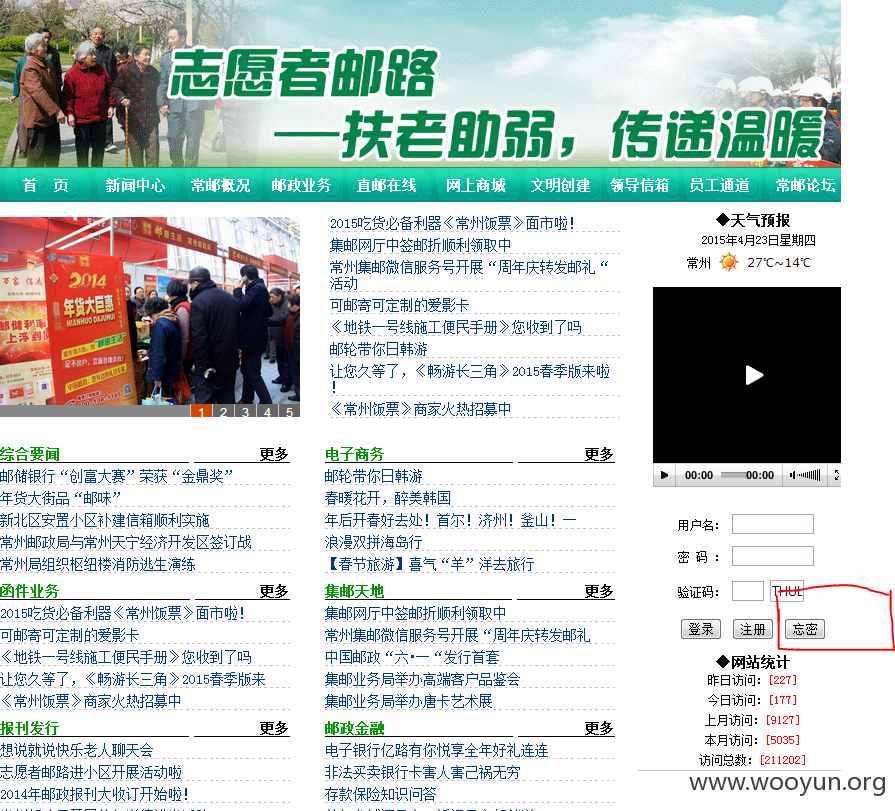 志愿者邮路
—扶老助弱，传递温暖
首 页 新闻中心 常邮概况 邮政业务 直邮在线 网上商城 文明创建 领导信箱 员工通道 常邮论坛
2014
年货大巨惠
NIANHUO DAJUHUI
1 2 3 4 5
2015吃货必备利器《常州饭票》面市啦！
集邮网厅中签邮折顺利领取中
常州集邮微信服务号开展“周年庆转发邮礼“
活动
可邮寄可定制的爱影卡
《地铁一号线施工便民手册》您收到了吗
邮轮带你日韩游
让您久等了，《畅游长三角》2015春季版来啦
！
《常州饭票》商家火热招募中
◆天气预报
2015年4月23日星期四
常州 27℃~14℃
00:00 00:00
综合要闻 更多
邮储银行“创富大赛”荣获“金鼎奖”
年货大街品“邮味”
新北区安置小区补建信箱顺利实施
常州邮政局与常州天宁经济开发区签订战
常州局组织枢纽楼消防逃生演练
电子商务 更多
邮轮带你日韩游
春暖花开，醉美韩国
年后开春好去处！首尔！济州！釜山！一
浪漫双拼海岛行
【春节旅游】喜气“羊”洋去旅行
用户名：
密 码 ：
验证码： THUL
登录 注册 忘密
函件业务 更多
2015吃货必备利器《常州饭票》面市啦！
可邮寄可定制的爱影卡
《地铁一号线施工便民手册》您收到了吗
让您久等了，《畅游长三角》2015春季版来
《常州饭票》商家火热招募中
集邮天地 更多
集邮网厅中签邮折顺利领取中
常州集邮微信服务号开展“周年庆转发邮礼
中国邮政“六·一“发行首套
集邮业务局举办高端客户品鉴会
集邮业务局举办唐卡艺术展
◆网站统计
昨日访问：[227]
今日访问：[177]
上月访问：[9127]
本月访问：[5035]
访问总数：[211202]
报刊发行 更多
想说就说快乐老人聊天会
志愿者邮路进小区开展活动啦
2014年邮政报刊大收订开始啦！
邮政金融 更多
电子银行亿路有你悦享全年好礼连连
非法买卖银行卡害人害己祸无穷
存款保险知识问答
www.wooyun.org